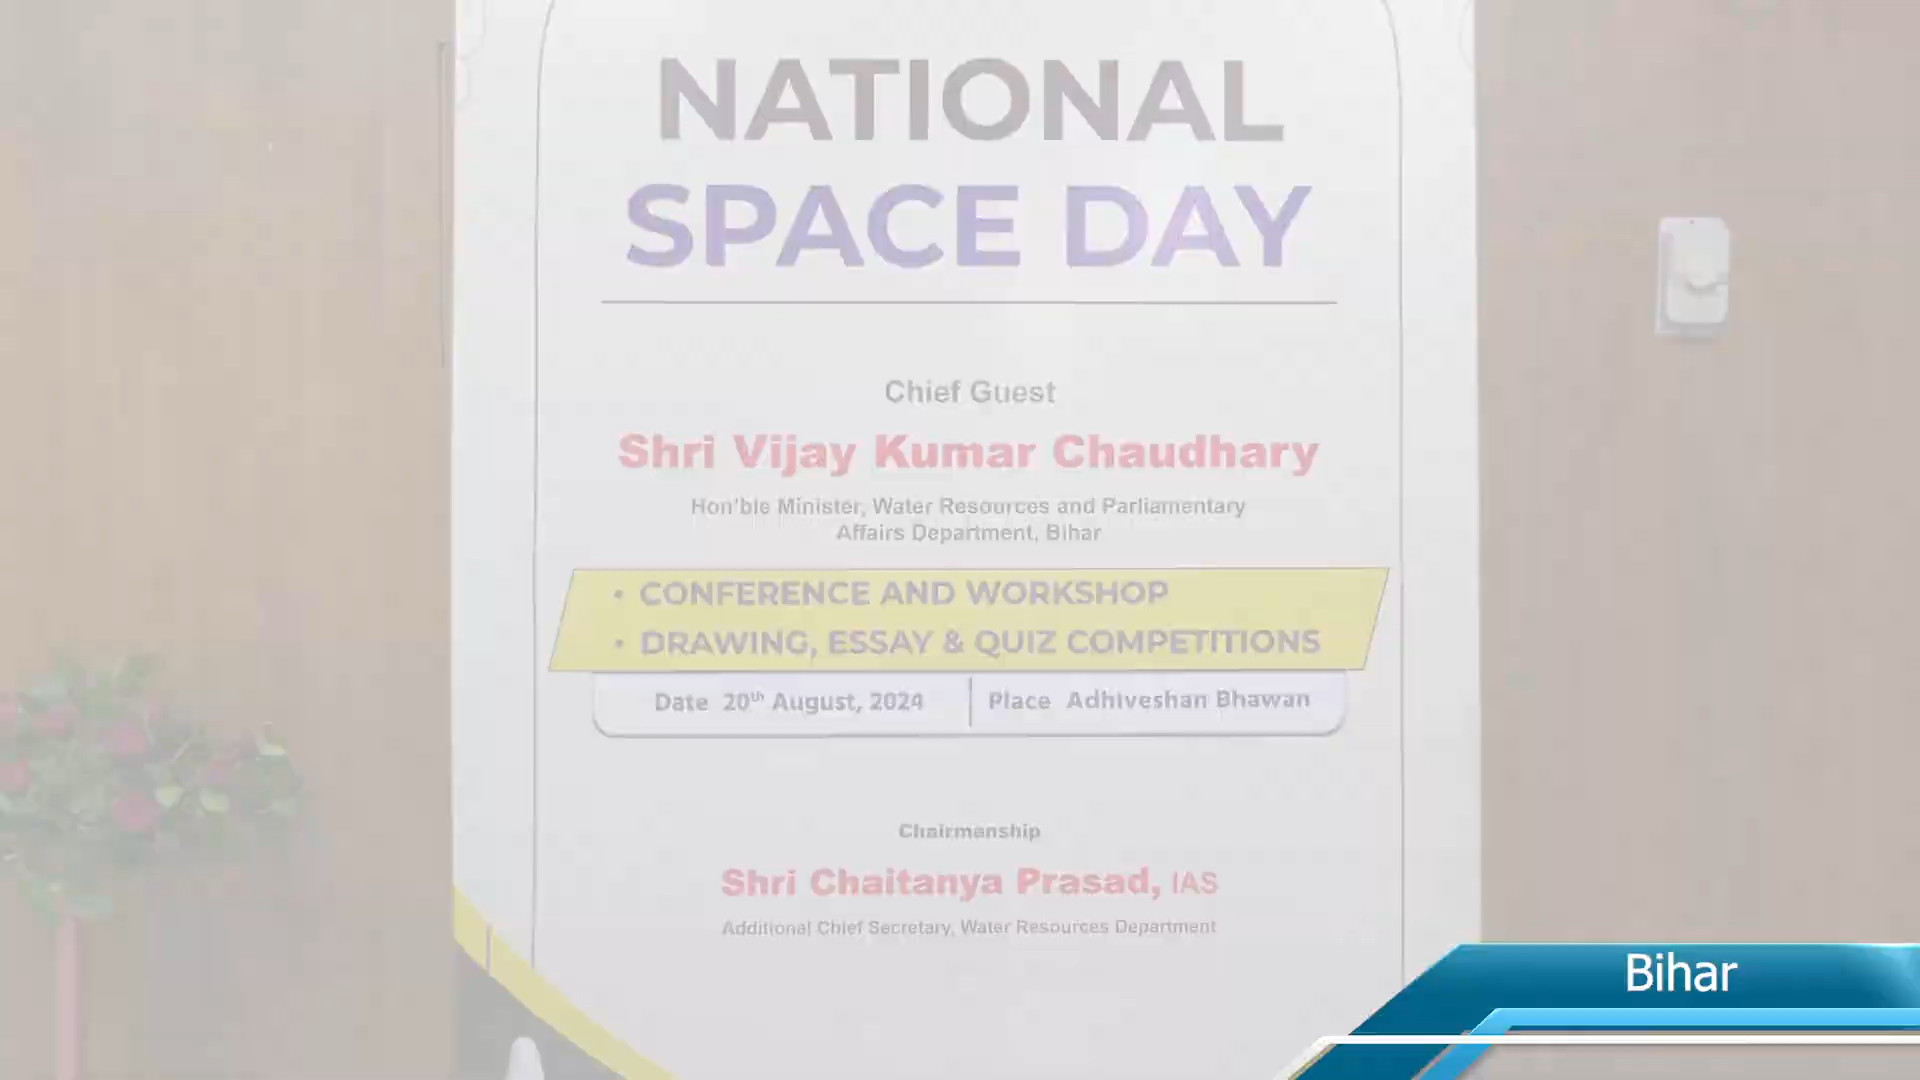 NATIONAL
SPACE DAY
Chief Guest
Shri Vijay Kumar Chaudhary
Hon'ble Minister, Water Resources and Parliamentary
Affairs Department, Bihar
• CONFERENCE AND WORKSHOP
• DRAWING, ESSAY & QUIZ COMPETITIONS
Date 20th August, 2024 Place Adhiveshan Bhawan
Chairmanship
Shri Chaitanya Prasad, IAS
Additional Chief Secretary, Water Resources Department
Bihar